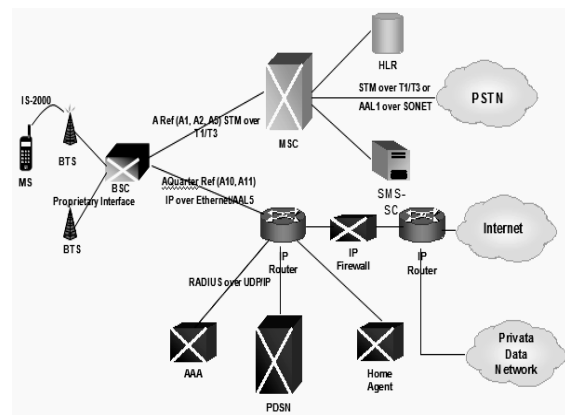 HLR
IS-2000
STM over T1/T3 or
AAL1 over SONET
PSTN
A Ref (A1, A2, A5) STM over
T1/T3
MSC
MS
BTS
BSC
AQuarter Ref (A10, A11)
IP over Ethernet/AAL5
SMS-
SC
Proprietary Interface
BTS
Internet
IP
Router
IP
Firewall
IP
Router
RADIUS over UDP/IP
AAA
PDSN
Home
Agent
Privata
Data
Network